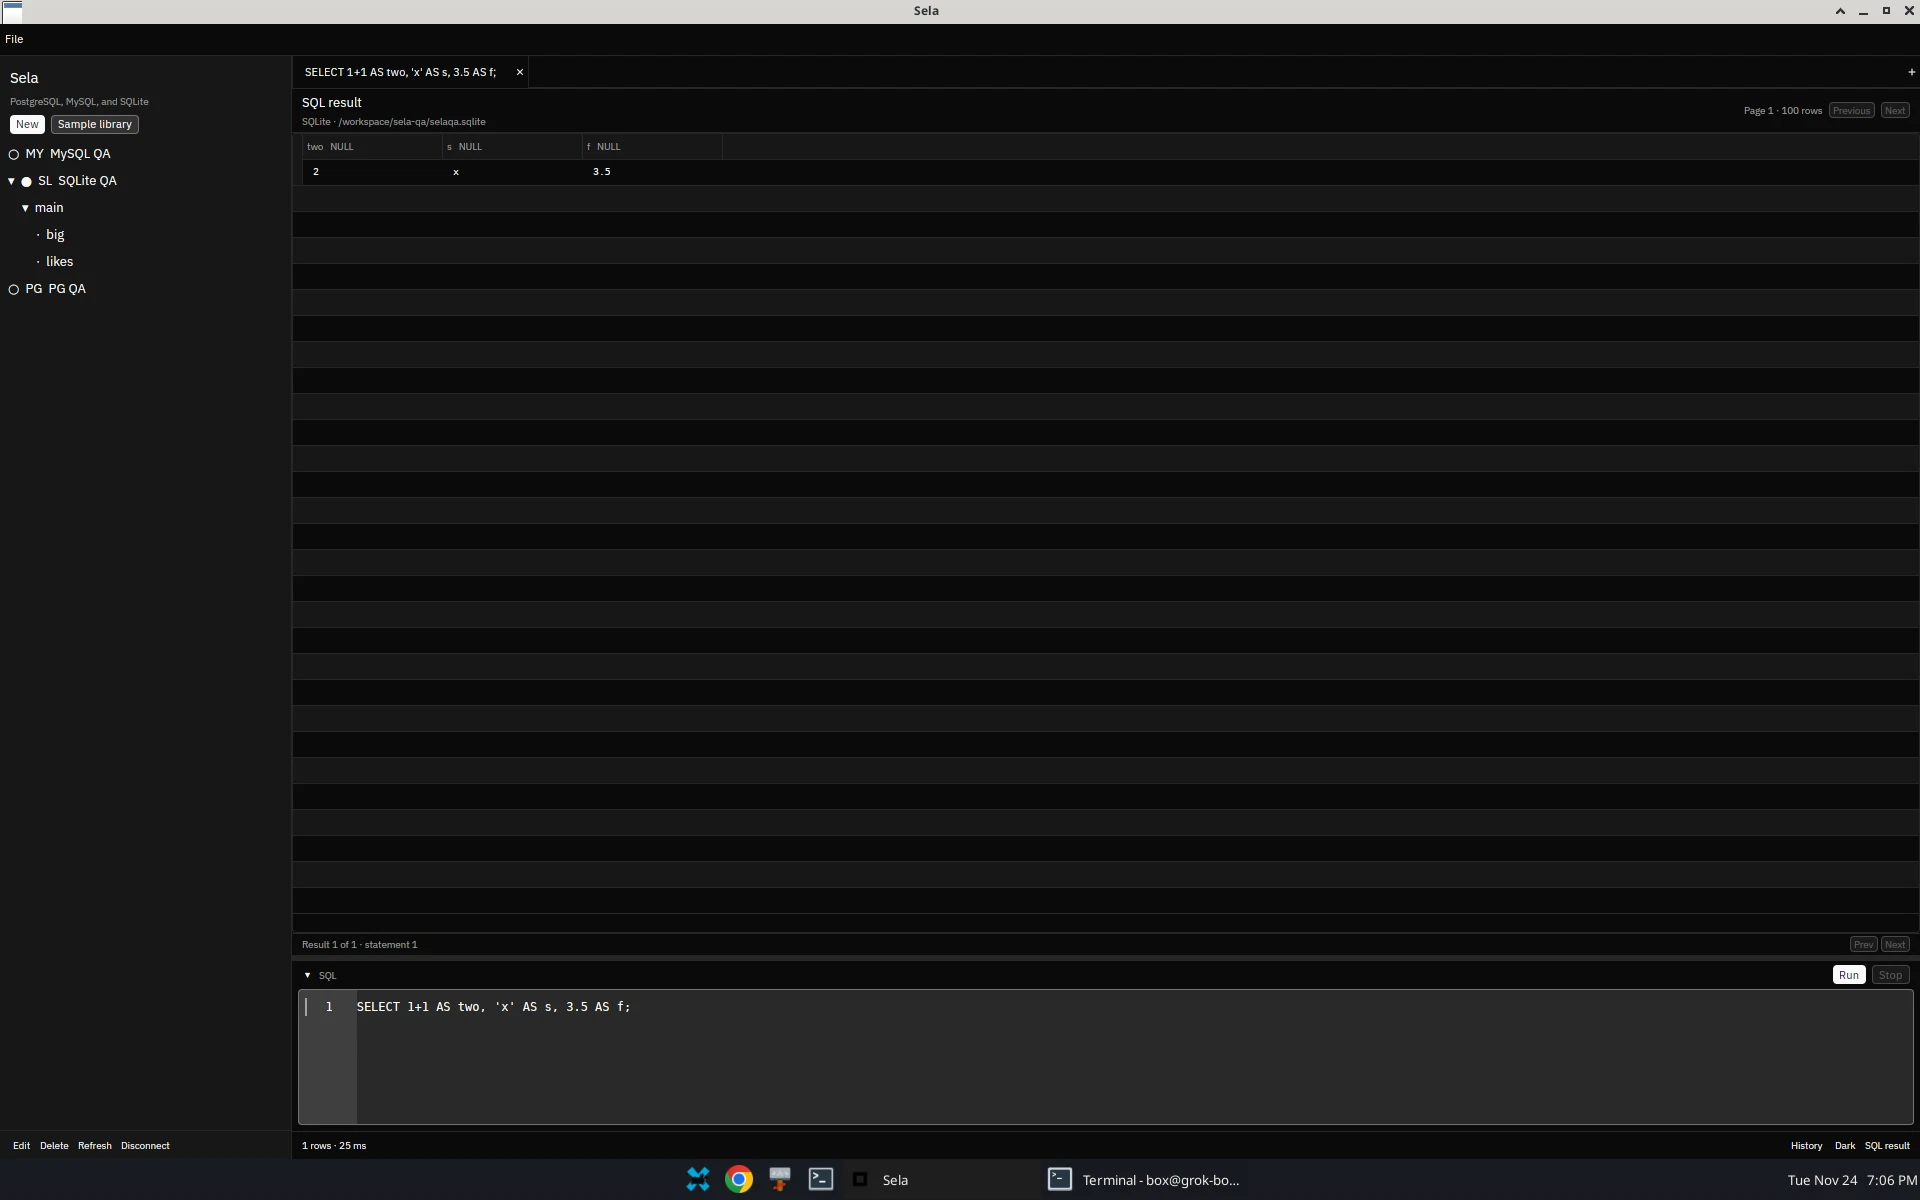 Sela
File
Sela
PostgreSQL, MySQL, and SQLite
New Sample library
MY MySQL QA
SL SQLite QA
main
big
likes
PG PG QA
Edit Delete Refresh Disconnect
SELECT 1+1 AS two, 'x' AS s, 3.5 AS f; × +
SQL result
SQLite · /workspace/sela-qa/selaqa.sqlite
Page 1 · 100 rows Previous Next
two NULL s NULL f NULL
2 x 3.5
Result 1 of 1 · statement 1 Prev Next
SQL Run Stop
1 SELECT 1+1 AS two, 'x' AS s, 3.5 AS f;
1 rows · 25 ms History Dark SQL result
Sela Terminal - box@grok-bo... Tue Nov 24 7:06 PM